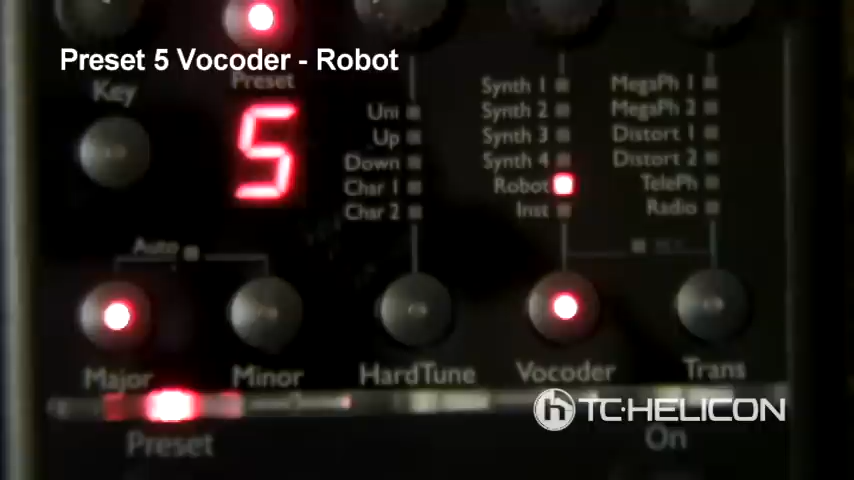 Preset 5 Vocoder - Robot
Key
Preset
5
Uni
Up
Down
Char 1
Char 2
Synth 1
Synth 2
Synth 3
Synth 4
Robot
Inst
MegaPh 1
MegaPh 2
Distort 1
Distort 2
TelePh
Radio
Auto
Major
Minor
HardTune
Vocoder
Trans
Preset
On
TC·HELICON